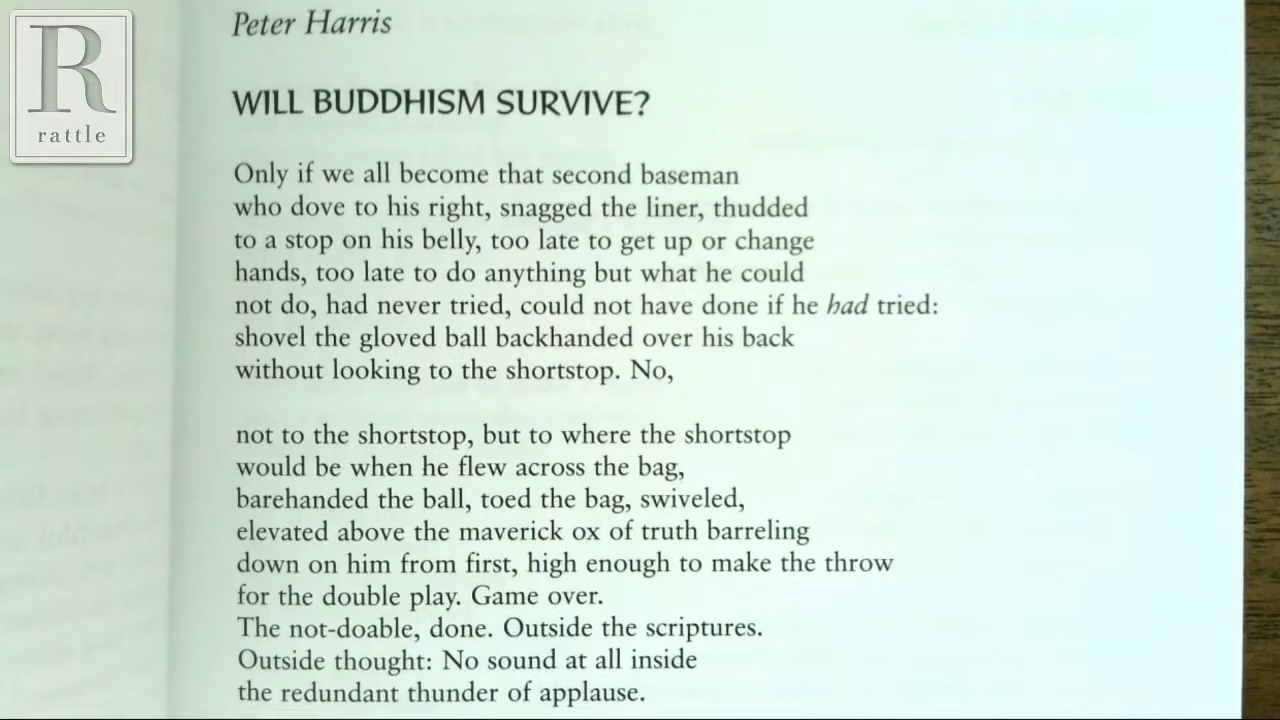 R
rattle
Peter Harris
WILL BUDDHISM SURVIVE?
Only if we all become that second baseman
who dove to his right, snagged the liner, thudded
to a stop on his belly, too late to get up or change
hands, too late to do anything but what he could
not do, had never tried, could not have done if he had tried:
shovel the gloved ball backhanded over his back
without looking to the shortstop. No,
not to the shortstop, but to where the shortstop
would be when he flew across the bag,
barehanded the ball, toed the bag, swiveled,
elevated above the maverick ox of truth barreling
down on him from first, high enough to make the throw
for the double play. Game over.
The not-doable, done. Outside the scriptures.
Outside thought: No sound at all inside
the redundant thunder of applause.